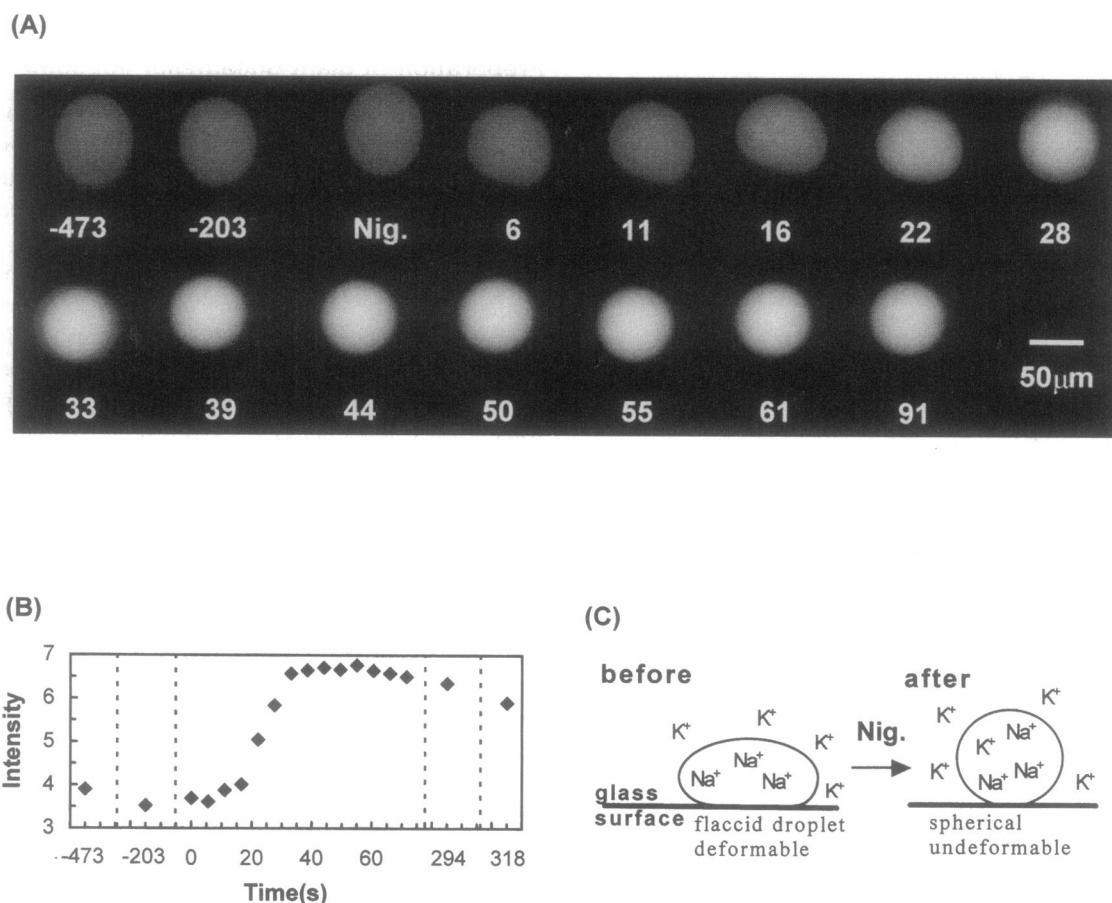 (A)
-473 -203 Nig. 6 11 16 22 28
33 39 44 50 55 61 91
50μm
(B)
7
6
5
4
3
Intensity
-473 -203 0 20 40 60 294 318
Time(s)
(C)
before
after
K⁺ K⁺ K⁺ K⁺
Na⁺ Na⁺ Na⁺
Nig.
K⁺ K⁺ K⁺ K⁺
K⁺ Na⁺ Na⁺ Na⁺
glass
surface
flaccid droplet
deformable
spherical
undeformable